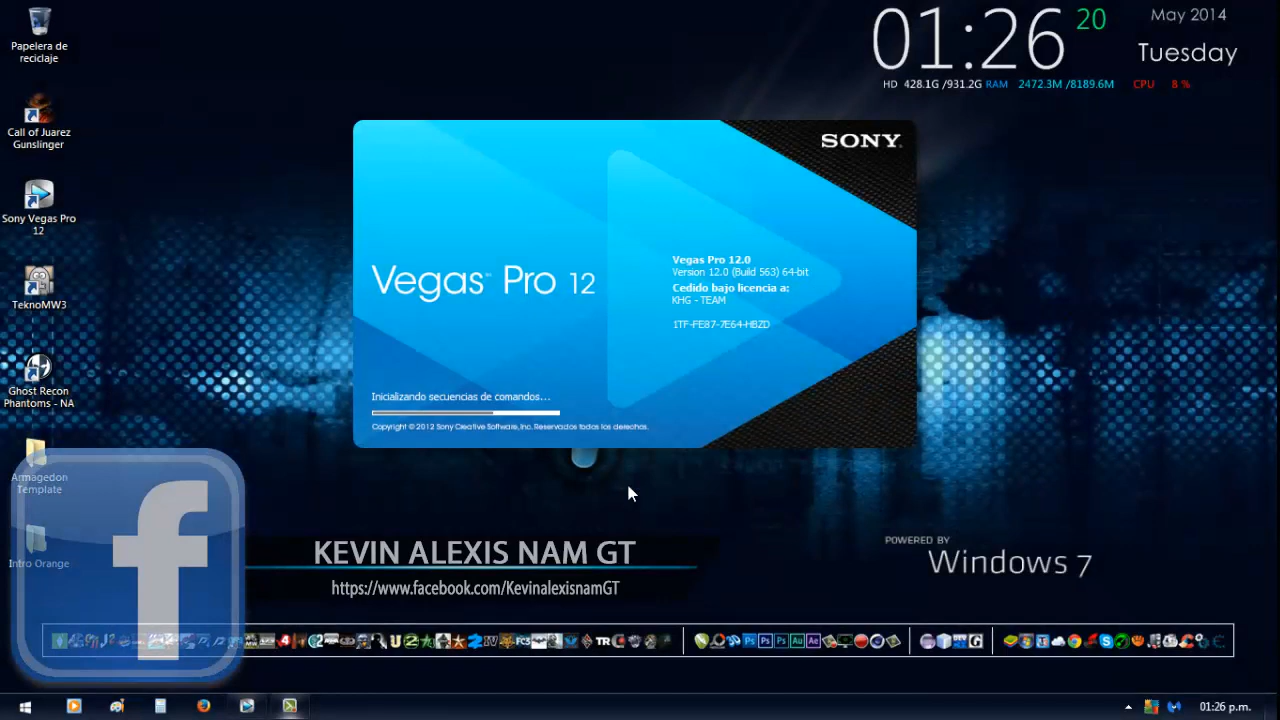 01:26 20
May 2014
Tuesday
HD 428.1G /931.2G RAM 2472.3M /8189.6M CPU 8 %
Papelera de
reciclaje
Call of Juarez
Gunslinger
Sony Vegas Pro
12
TeknoMW3
Ghost Recon
Phantoms - NA
Armagedon
Template
Intro Orange
SONY
Vegas™ Pro 12
Vegas Pro 12.0
Version 12.0 (Build 563) 64-bit
Cedido bajo licencia a:
KHG - TEAM
1TF-FE87-7E64-HBZD
Inicializando secuencias de comandos...
Copyright © 2012 Sony Creative Software, Inc. Reservados todos los derechos.
f
KEVIN ALEXIS NAM GT
https://www.facebook.com/KevinalexisnamGT
POWERED BY
Windows 7
01:26 p.m.